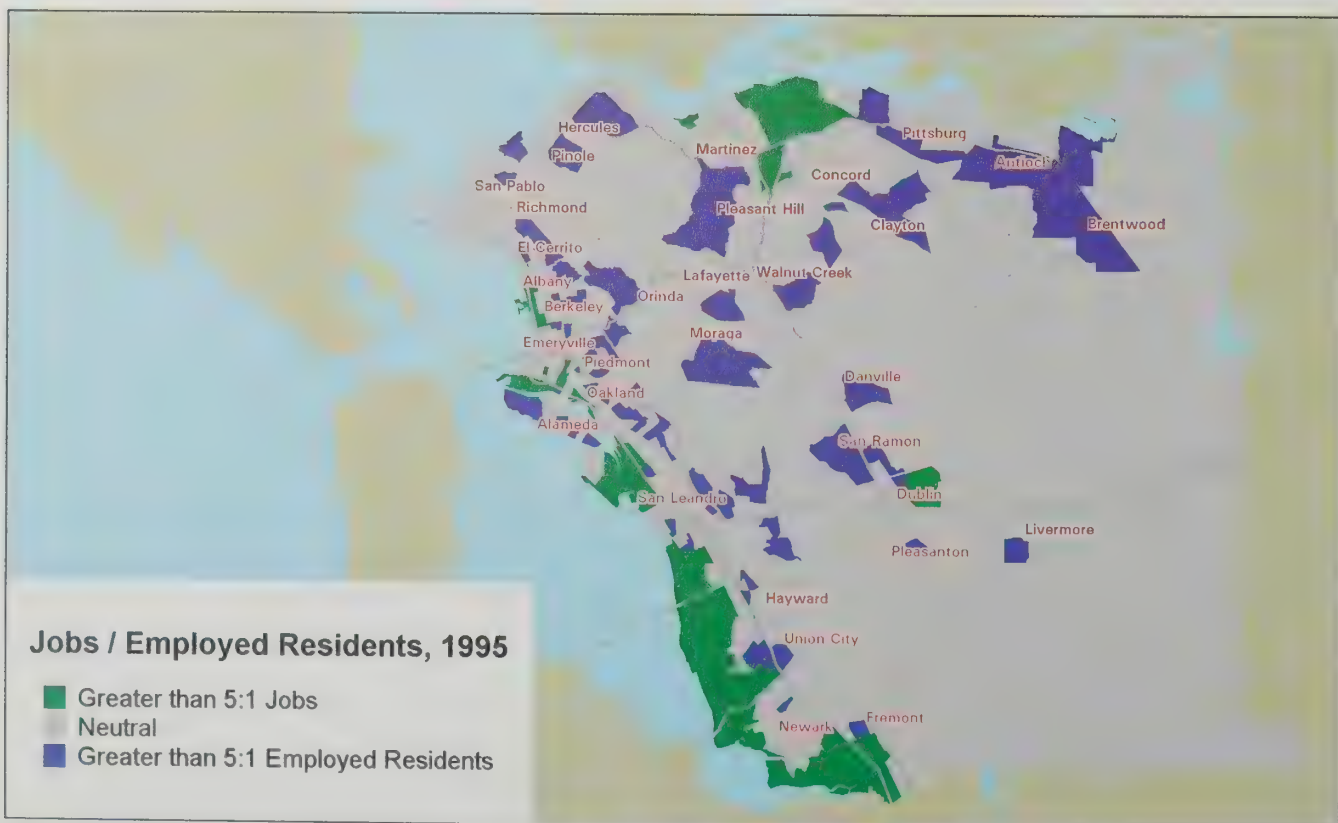 Hercules
Pinole
Martinez
Pittsburg
Antioch
San Pablo
Concord
Richmond
Pleasant Hill
Clayton
Brentwood
El Cerrito
Lafayette
Walnut Creek
Albany
Berkeley
Orinda
Emeryville
Moraga
Piedmont
Oakland
Danville
Alameda
San Ramon
San Leandro
Dublin
Livermore
Pleasanton
Hayward
Union City
Newark
Fremont
Jobs / Employed Residents, 1995
Greater than 5:1 Jobs
Neutral
Greater than 5:1 Employed Residents